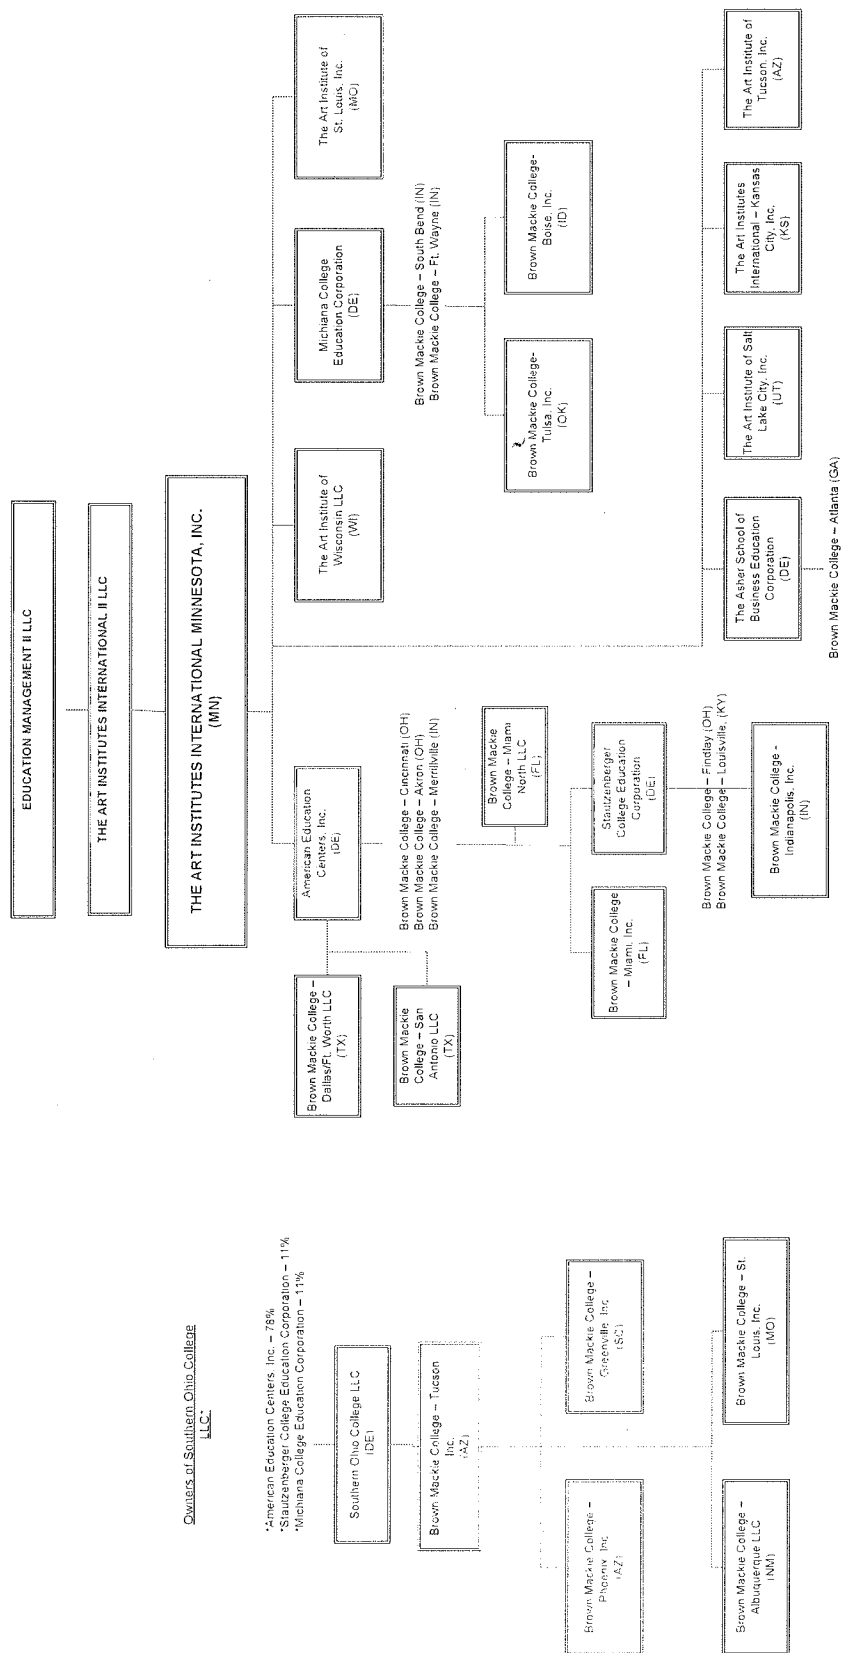 EDUCATION MANAGEMENT II LLC
THE ART INSTITUTES INTERNATIONAL II LLC
THE ART INSTITUTES INTERNATIONAL MINNESOTA, INC.
(MN)
Owners of Southern Ohio College
LLC*
*American Education Centers, Inc. – 78%
*Stautzenberger College Education Corporation – 11%
*Michiana College Education Corporation – 11%
Southern Ohio College LLC
(DE)
Brown Mackie College – Tucson
Inc.
(AZ)
Brown Mackie College –
Phoenix, Inc.
(AZ)
Brown Mackie College –
Greenville, Inc.
(SC)
Brown Mackie College –
Albuquerque LLC
(NM)
Brown Mackie College – St.
Louis, Inc.
(MO)
Brown Mackie College –
Dallas/Ft. Worth LLC
(TX)
Brown Mackie
College – San
Antonio LLC
(TX)
American Education
Centers, Inc.
(DE)
Brown Mackie College – Cincinnati (OH)
Brown Mackie College – Akron (OH)
Brown Mackie College – Merrillville (IN)
Brown Mackie
College – Miami
North LLC
(FL)
Brown Mackie College
– Miami, Inc.
(FL)
Stautzenberger
College Education
Corporation
(DE)
Brown Mackie College – Findlay (OH)
Brown Mackie College – Louisville, (KY)
Brown Mackie College -
Indianapolis, Inc.
(IN)
The Art Institute of
Wisconsin LLC
(WI)
Michiana College
Education Corporation
(DE)
The Art Institute of
St. Louis, Inc.
(MO)
Brown Mackie College – South Bend (IN)
Brown Mackie College – Ft. Wayne (IN)
Brown Mackie College-
Tulsa, Inc.
(OK)
Brown Mackie College-
Boise, Inc.
(ID)
The Asher School of
Business Education
Corporation
(DE)
The Art Institute of Salt
Lake City, Inc.
(UT)
The Art Institutes
International – Kansas
City, Inc.
(KS)
The Art Institute of
Tucson, Inc.
(AZ)
Brown Mackie College – Atlanta (GA)